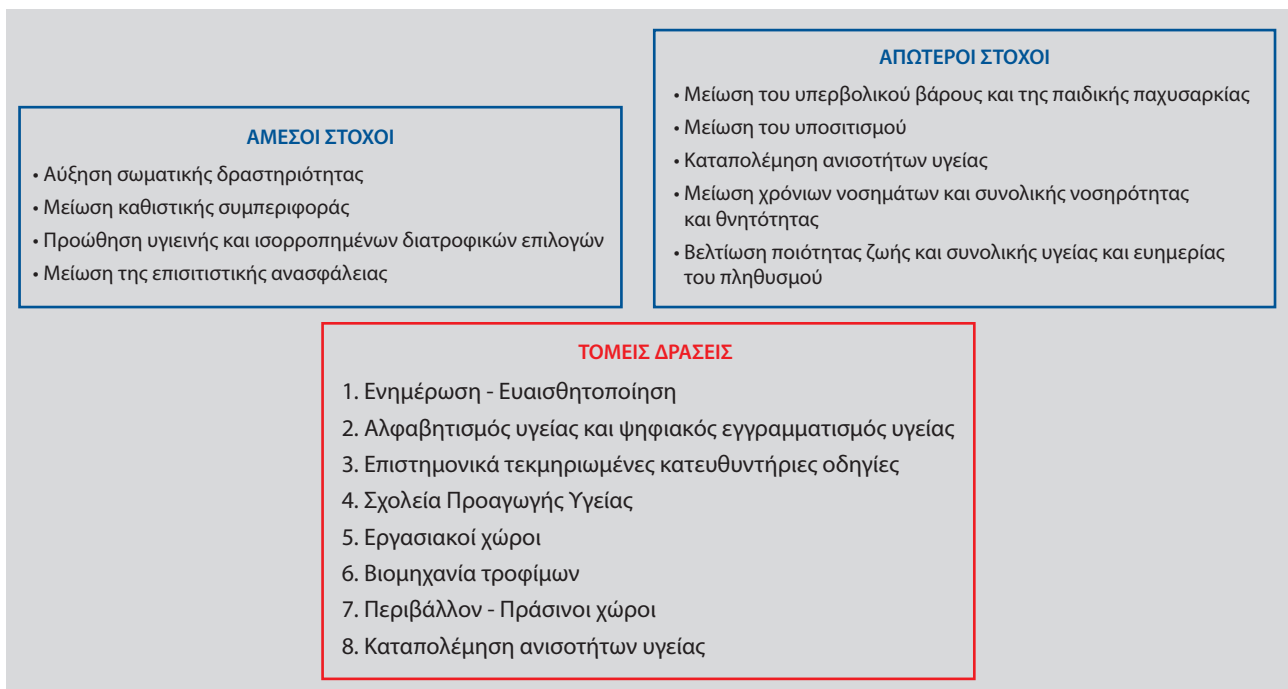 ΑΜΕΣΟΙ ΣΤΟΧΟΙ
• Αύξηση σωματικής δραστηριότητας
• Μείωση καθιστικής συμπεριφοράς
• Προώθηση υγιεινής και ισορροπημένων διατροφικών επιλογών
• Μείωση της επισιτιστικής ανασφάλειας
ΑΠΩΤΕΡΟΙ ΣΤΟΧΟΙ
• Μείωση του υπερβολικού βάρους και της παιδικής παχυσαρκίας
• Μείωση του υποσιτισμού
• Καταπολέμηση ανισοτήτων υγείας
• Μείωση χρόνιων νοσημάτων και συνολικής νοσηρότητας
και θνητότητας
• Βελτίωση ποιότητας ζωής και συνολικής υγείας και ευημερίας
του πληθυσμού
ΤΟΜΕΙΣ ΔΡΑΣΕΙΣ
1. Ενημέρωση - Ευαισθητοποίηση
2. Αλφαβητισμός υγείας και ψηφιακός εγγραμματισμός υγείας
3. Επιστημονικά τεκμηριωμένες κατευθυντήριες οδηγίες
4. Σχολεία Προαγωγής Υγείας
5. Εργασιακοί χώροι
6. Βιομηχανία τροφίμων
7. Περιβάλλον - Πράσινοι χώροι
8. Καταπολέμηση ανισοτήτων υγείας